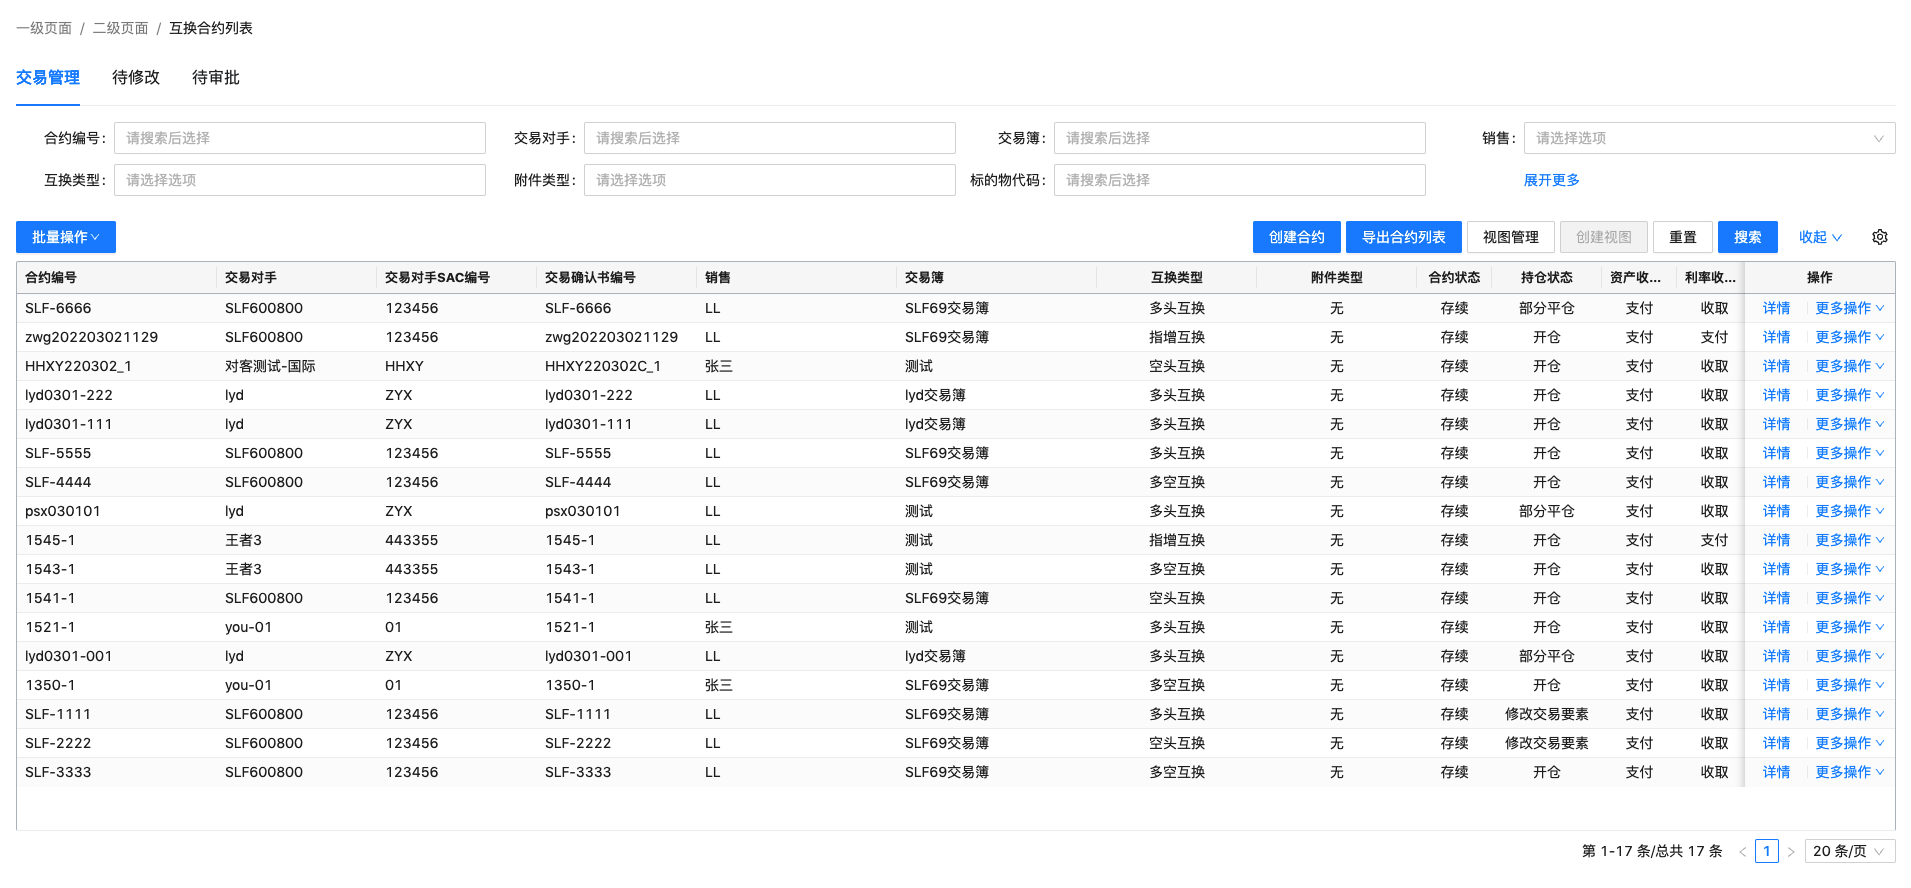 一级页面 / 二级页面 / 互换合约列表
交易管理 待修改 待审批
合约编号: 请搜索后选择 交易对手: 请搜索后选择 交易簿: 请搜索后选择 销售: 请选择选项
互换类型: 请选择选项 附件类型: 请选择选项 标的物代码: 请搜索后选择 展开更多
批量操作 创建合约 导出合约列表 视图管理 创建视图 重置 搜索 收起
合约编号 交易对手 交易对手SAC编号 交易确认书编号 销售 交易簿 互换类型 附件类型 合约状态 持仓状态 资产收... 利率收... 操作
SLF-6666 SLF600800 123456 SLF-6666 LL SLF69交易簿 多头互换 无 存续 部分平仓 支付 收取 详情 更多操作
zwg202203021129 SLF600800 123456 zwg202203021129 LL SLF69交易簿 指增互换 无 存续 开仓 支付 支付 详情 更多操作
HHXY220302_1 对客测试-国际 HHXY HHXY220302C_1 张三 测试 空头互换 无 存续 开仓 支付 收取 详情 更多操作
lyd0301-222 lyd ZYX lyd0301-222 LL lyd交易簿 多头互换 无 存续 开仓 支付 收取 详情 更多操作
lyd0301-111 lyd ZYX lyd0301-111 LL lyd交易簿 多头互换 无 存续 开仓 支付 收取 详情 更多操作
SLF-5555 SLF600800 123456 SLF-5555 LL SLF69交易簿 多头互换 无 存续 开仓 支付 收取 详情 更多操作
SLF-4444 SLF600800 123456 SLF-4444 LL SLF69交易簿 多空互换 无 存续 开仓 支付 收取 详情 更多操作
psx030101 lyd ZYX psx030101 LL 测试 多头互换 无 存续 部分平仓 支付 收取 详情 更多操作
1545-1 王者3 443355 1545-1 LL 测试 指增互换 无 存续 开仓 支付 支付 详情 更多操作
1543-1 王者3 443355 1543-1 LL 测试 多空互换 无 存续 开仓 支付 收取 详情 更多操作
1541-1 SLF600800 123456 1541-1 LL SLF69交易簿 空头互换 无 存续 开仓 支付 收取 详情 更多操作
1521-1 you-01 01 1521-1 张三 测试 多头互换 无 存续 开仓 支付 收取 详情 更多操作
lyd0301-001 lyd ZYX lyd0301-001 LL lyd交易簿 多头互换 无 存续 部分平仓 支付 收取 详情 更多操作
1350-1 you-01 01 1350-1 张三 SLF69交易簿 多空互换 无 存续 开仓 支付 收取 详情 更多操作
SLF-1111 SLF600800 123456 SLF-1111 LL SLF69交易簿 多头互换 无 存续 修改交易要素 支付 收取 详情 更多操作
SLF-2222 SLF600800 123456 SLF-2222 LL SLF69交易簿 空头互换 无 存续 修改交易要素 支付 收取 详情 更多操作
SLF-3333 SLF600800 123456 SLF-3333 LL SLF69交易簿 多空互换 无 存续 开仓 支付 收取 详情 更多操作
第 1-17 条/总共 17 条 < 1 > 20 条/页